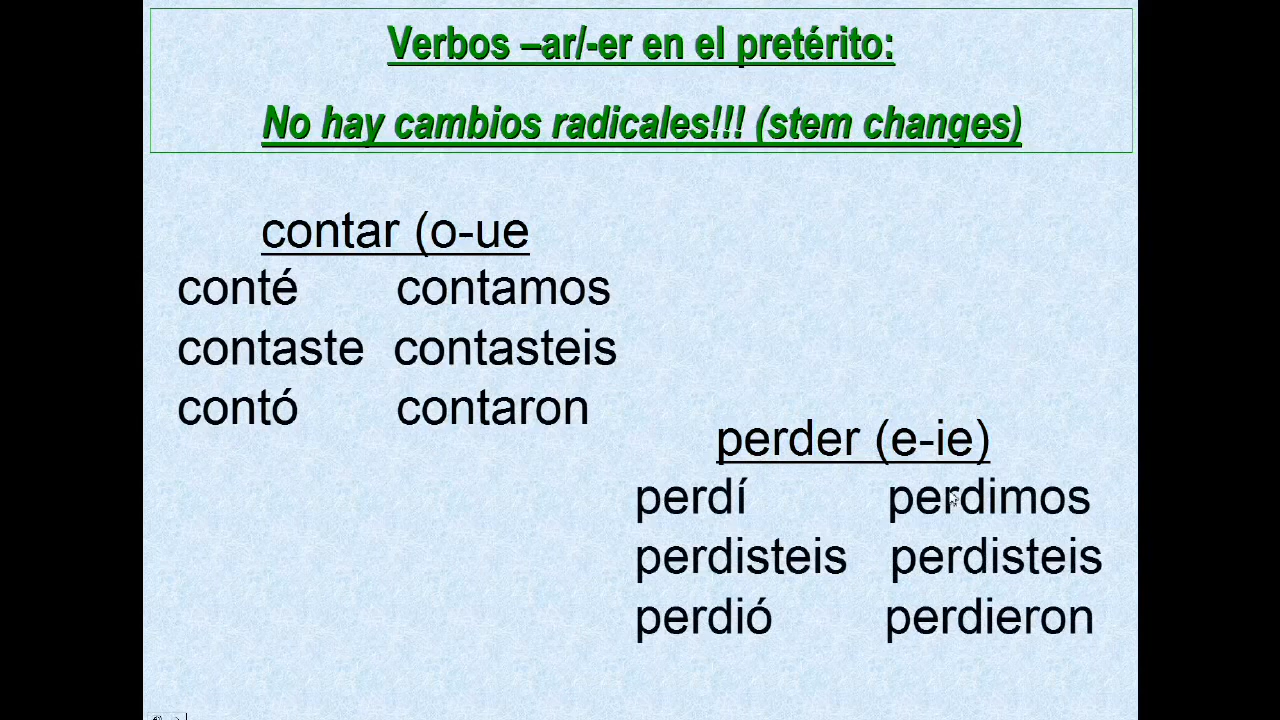 Verbos –ar/-er en el pretérito:
No hay cambios radicales!!! (stem changes)
contar (o-ue
conté contamos
contaste contasteis
contó contaron
perder (e-ie)
perdí perdimos
perdisteis perdisteis
perdió perdieron